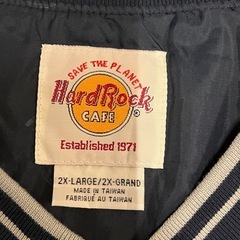 SAVE THE PLANET
Hard Rock
CAFE
Established 1971
2X-LARGE/2X-GRAND
MADE IN TAIWAN
FABRIQUÉ AU TAIWAN